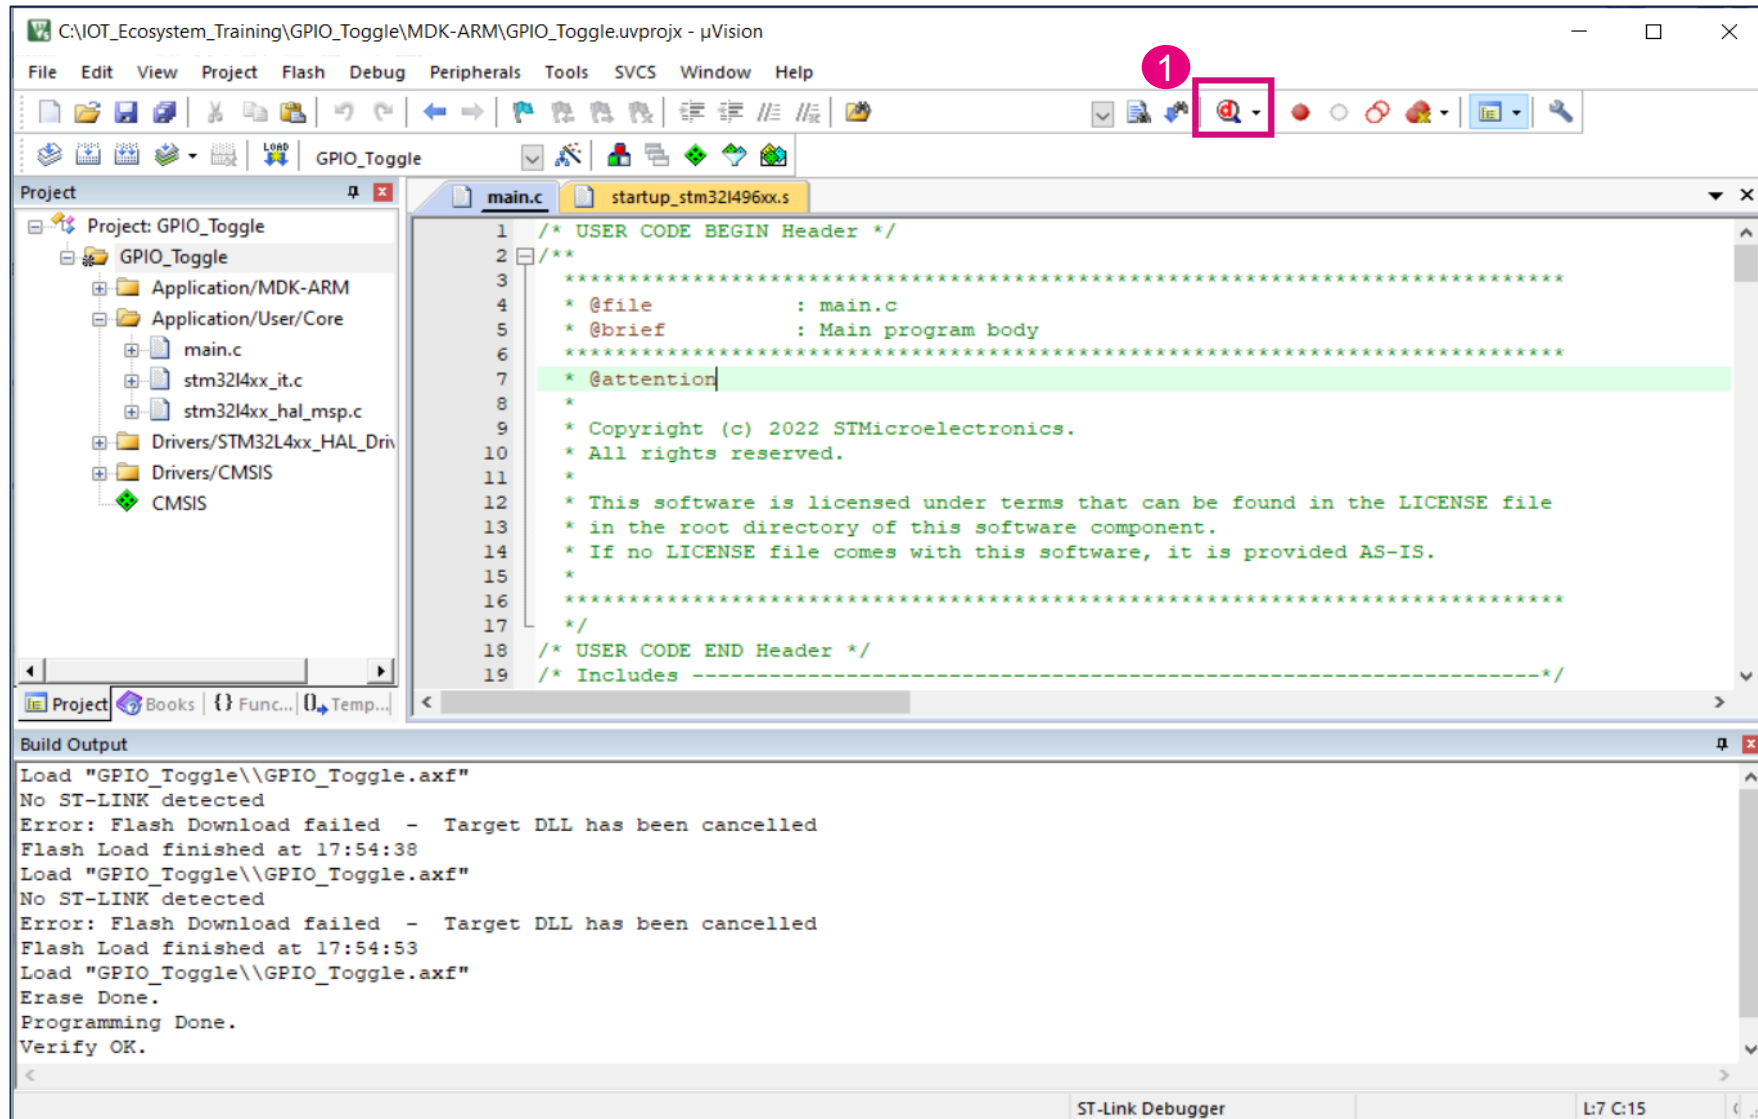 C:\IOT_Ecosystem_Training\GPIO_Toggle\MDK-ARM\GPIO_Toggle.uvprojx - µVision
1
File Edit View Project Flash Debug Peripherals Tools SVCS Window Help
LOAD
GPIO_Toggle
Project
main.c
startup_stm32l496xx.s
Project: GPIO_Toggle
GPIO_Toggle
Application/MDK-ARM
Application/User/Core
main.c
stm32l4xx_it.c
stm32l4xx_hal_msp.c
Drivers/STM32L4xx_HAL_Driv
Drivers/CMSIS
CMSIS
Project Books {} Func... Temp...
1 /* USER CODE BEGIN Header */
2 /**
3 ******************************************************************************
4 * @file : main.c
5 * @brief : Main program body
6 ******************************************************************************
7 * @attention
8 *
9 * Copyright (c) 2022 STMicroelectronics.
10 * All rights reserved.
11 *
12 * This software is licensed under terms that can be found in the LICENSE file
13 * in the root directory of this software component.
14 * If no LICENSE file comes with this software, it is provided AS-IS.
15 *
16 ******************************************************************************
17 */
18 /* USER CODE END Header */
19 /* Includes ------------------------------------------------------------------*/
Build Output
Load "GPIO_Toggle\\GPIO_Toggle.axf"
No ST-LINK detected
Error: Flash Download failed - Target DLL has been cancelled
Flash Load finished at 17:54:38
Load "GPIO_Toggle\\GPIO_Toggle.axf"
No ST-LINK detected
Error: Flash Download failed - Target DLL has been cancelled
Flash Load finished at 17:54:53
Load "GPIO_Toggle\\GPIO_Toggle.axf"
Erase Done.
Programming Done.
Verify OK.
ST-Link Debugger
L:7 C:15